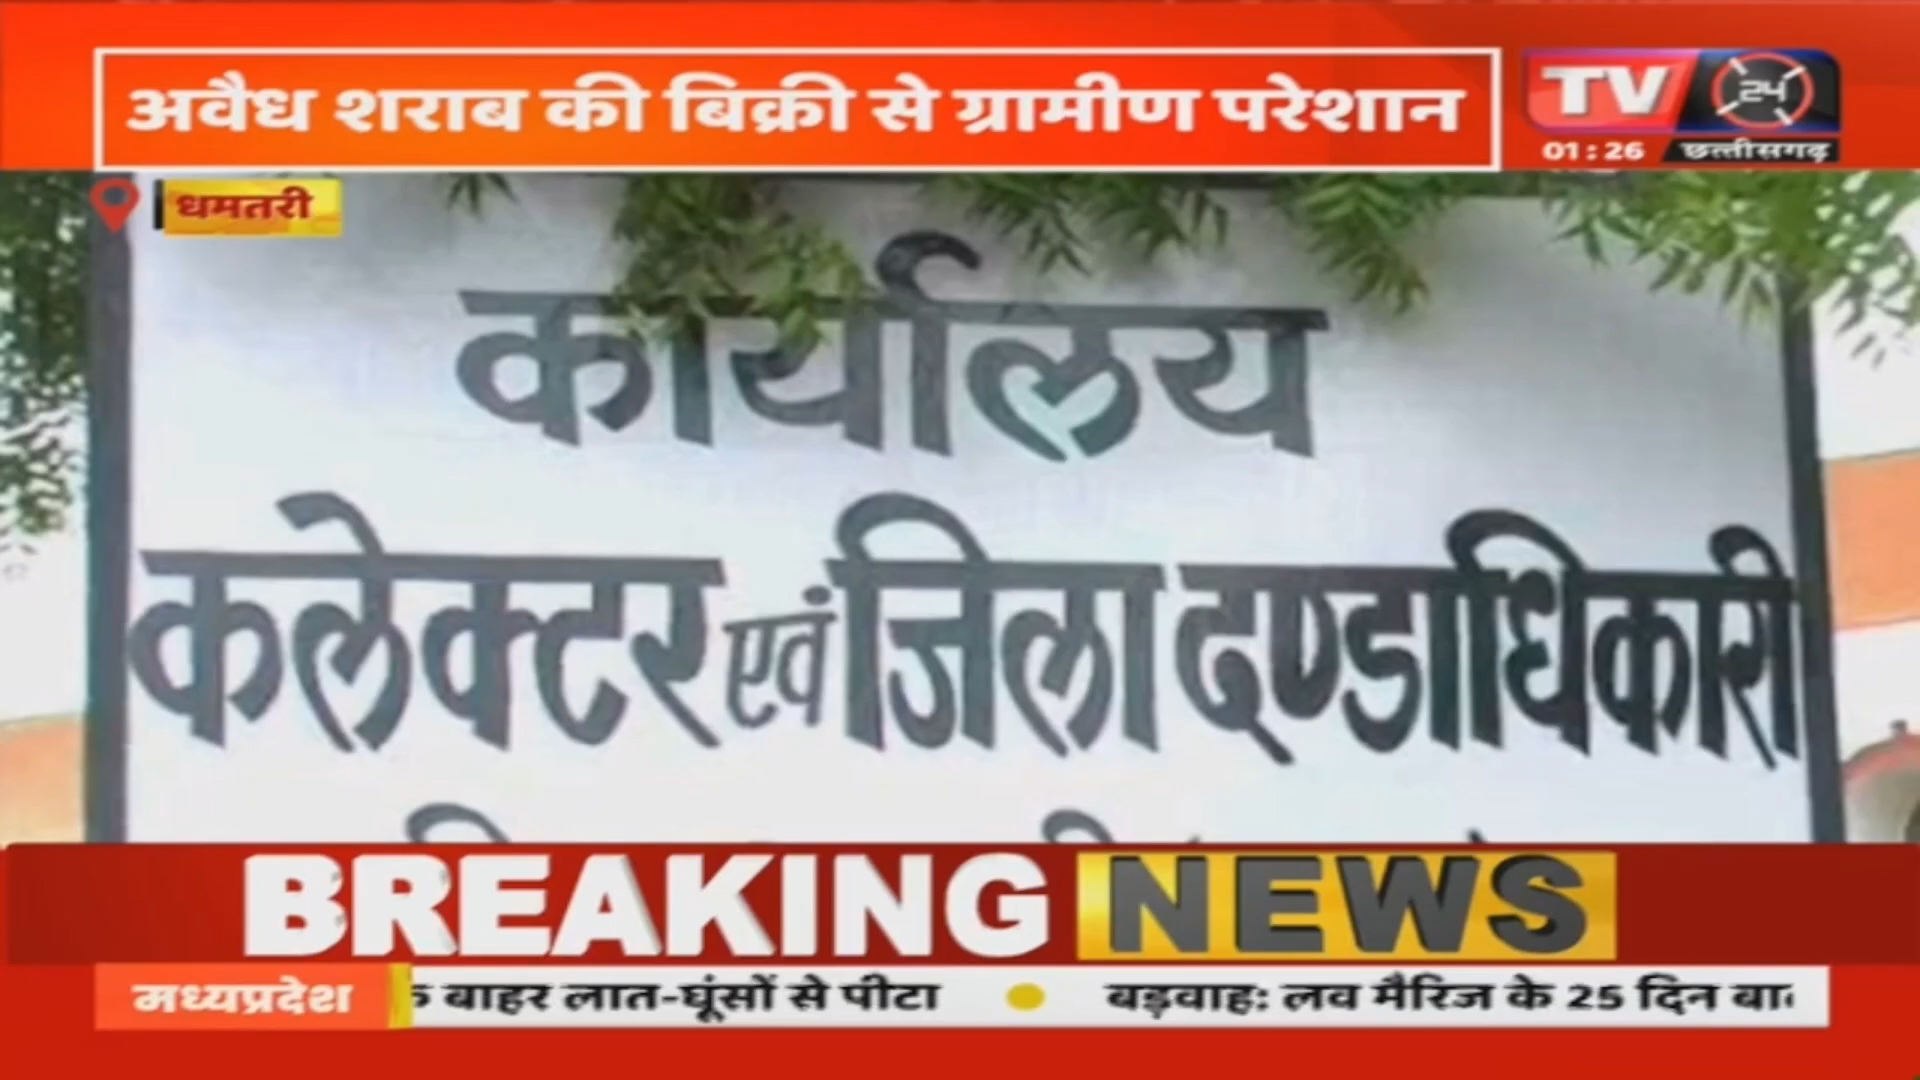 अवैध शराब की बिक्री से ग्रामीण परेशान
TV 24
01:26 छत्तीसगढ़
धमतरी
कार्यालय
कलेक्टर एवं जिला दण्डाधिकारी
BREAKING NEWS
मध्यप्रदेश
बाहर लात-घूंसों से पीटा
बड़वाह: लव मैरिज के 25 दिन